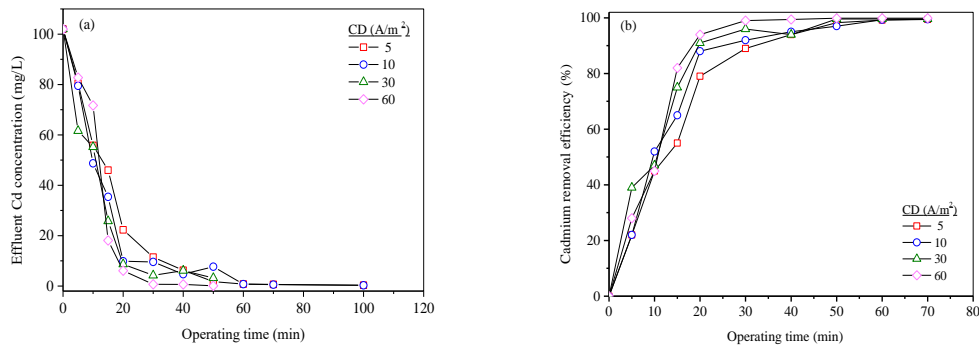 (a)
CD (A/m²)
5
10
30
60
120
100
80
60
40
20
0
0 20 40 60 80 100 120
Effluent Cd concentration (mg/L)
Operating time (min)
(b)
100
80
60
40
20
0
0 10 20 30 40 50 60 70 80
Cadmium removal efficiency (%)
CD (A/m²)
5
10
30
60
Operating time (min)